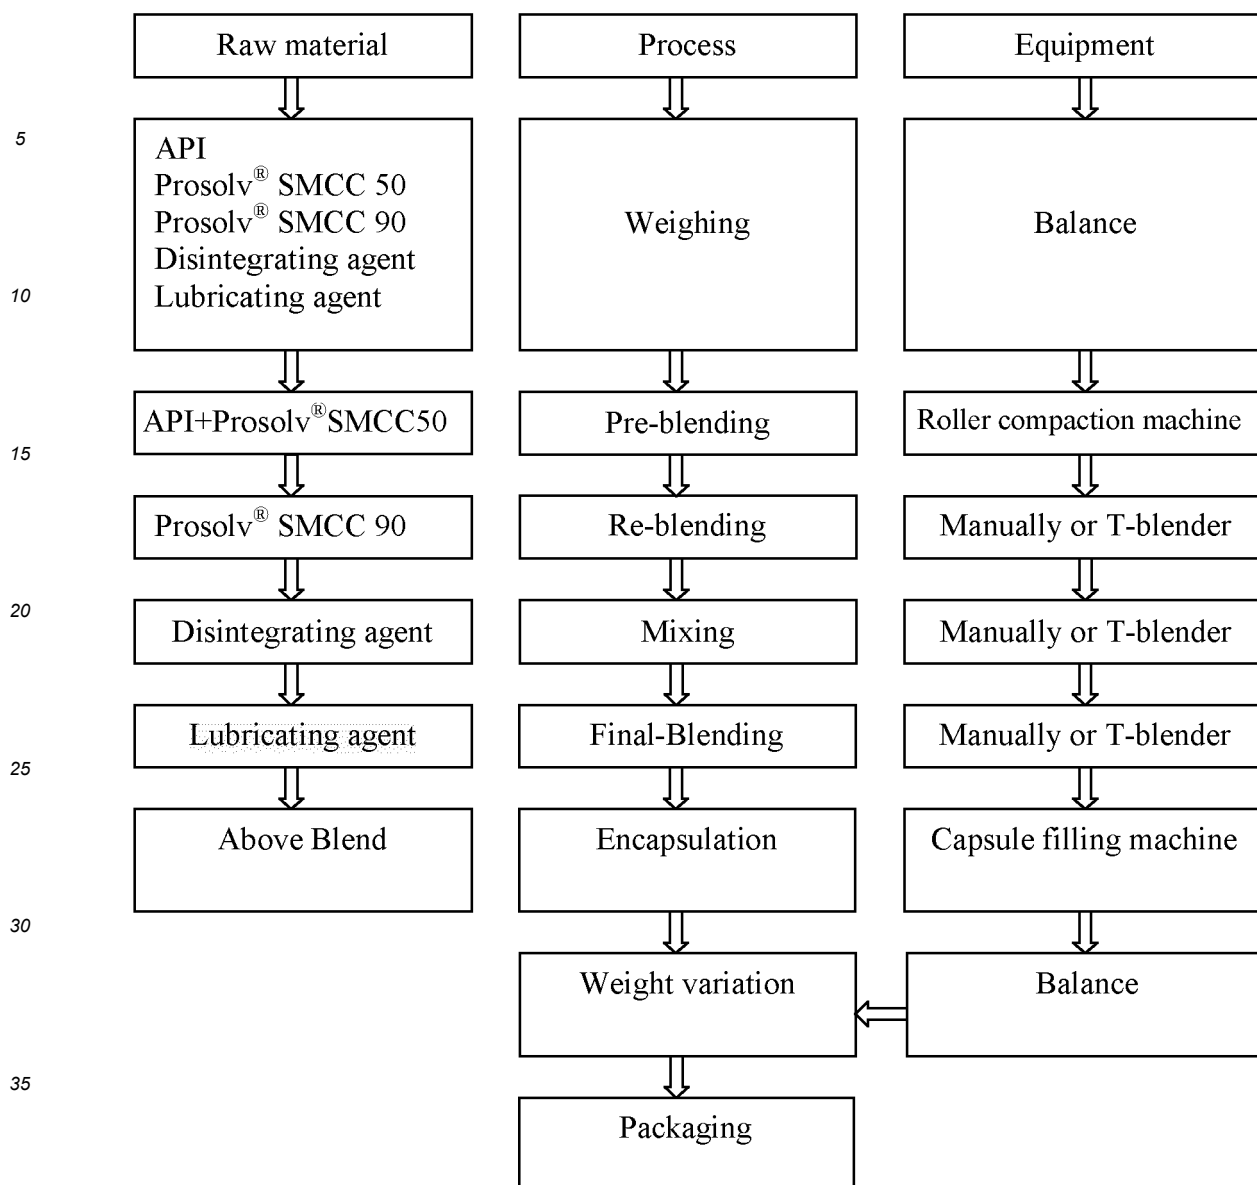 Raw material
Process
Equipment
5
API
Prosolv® SMCC 50
Prosolv® SMCC 90
Disintegrating agent
Lubricating agent
Weighing
Balance
10
API+Prosolv®SMCC50
Pre-blending
Roller compaction machine
15
Prosolv® SMCC 90
Re-blending
Manually or T-blender
20
Disintegrating agent
Mixing
Manually or T-blender
Lubricating agent
Final-Blending
Manually or T-blender
25
Above Blend
Encapsulation
Capsule filling machine
30
Weight variation
Balance
35
Packaging